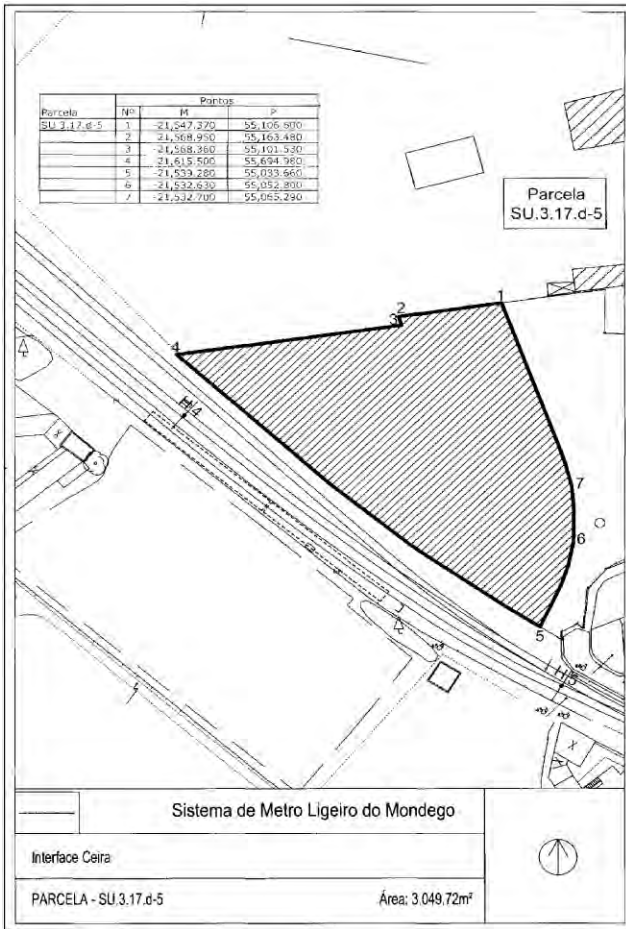 Pontos
Parcela Nº M P
SU 3.17.d-5 1 -21,547.370 55,106.600
2 -21,568.950 55,163.480
3 -21,568.360 55,101.530
4 -21,615.500 55,694.980
5 -21,539.280 55,033.660
6 -21,532.630 55,052.800
7 -21,532.700 55,065.290
Parcela
SU.3.17.d-5
1
2
3
4
7
6
5
Sistema de Metro Ligeiro do Mondego
Interface Ceira
PARCELA - SU.3.17.d-5 Área: 3.049,72m²